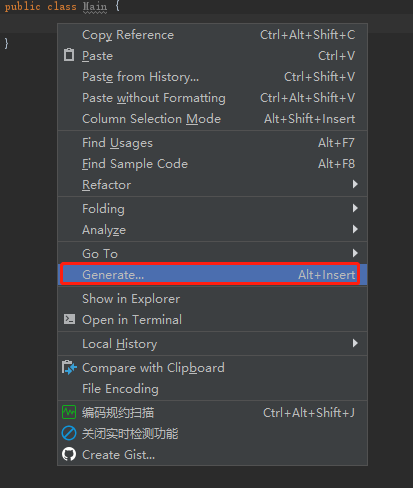 public class Main {
}
Copy Reference Ctrl+Alt+Shift+C
Paste Ctrl+V
Paste from History... Ctrl+Shift+V
Paste without Formatting Ctrl+Alt+Shift+V
Column Selection Mode Alt+Shift+Insert
Find Usages Alt+F7
Find Sample Code Alt+F8
Refactor
Folding
Analyze
Go To
Generate... Alt+Insert
Show in Explorer
Open in Terminal
Local History
Compare with Clipboard
File Encoding
编码规约扫描 Ctrl+Alt+Shift+J
关闭实时检测功能
Create Gist...